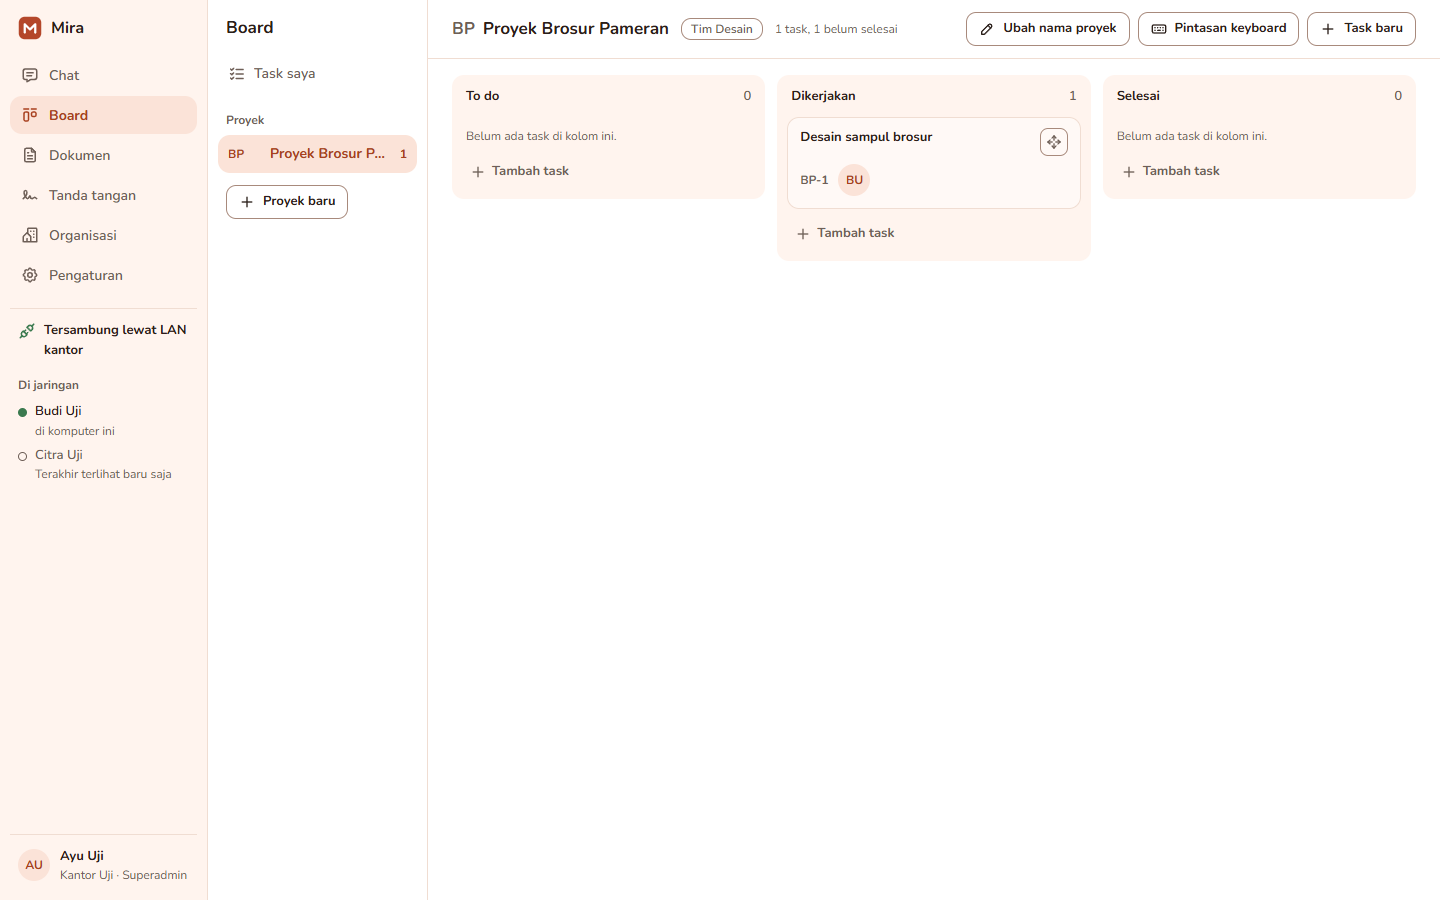 Mira
Chat
Board
Dokumen
Tanda tangan
Organisasi
Pengaturan
Tersambung lewat LAN
kantor
Di jaringan
Budi Uji
di komputer ini
Citra Uji
Terakhir terlihat baru saja
AU
Ayu Uji
Kantor Uji · Superadmin
Board
Task saya
Proyek
BP Proyek Brosur P... 1
Proyek baru
BP Proyek Brosur Pameran Tim Desain 1 task, 1 belum selesai
Ubah nama proyek
Pintasan keyboard
Task baru
To do 0
Belum ada task di kolom ini.
Tambah task
Dikerjakan 1
Desain sampul brosur
BP-1 BU
Tambah task
Selesai 0
Belum ada task di kolom ini.
Tambah task